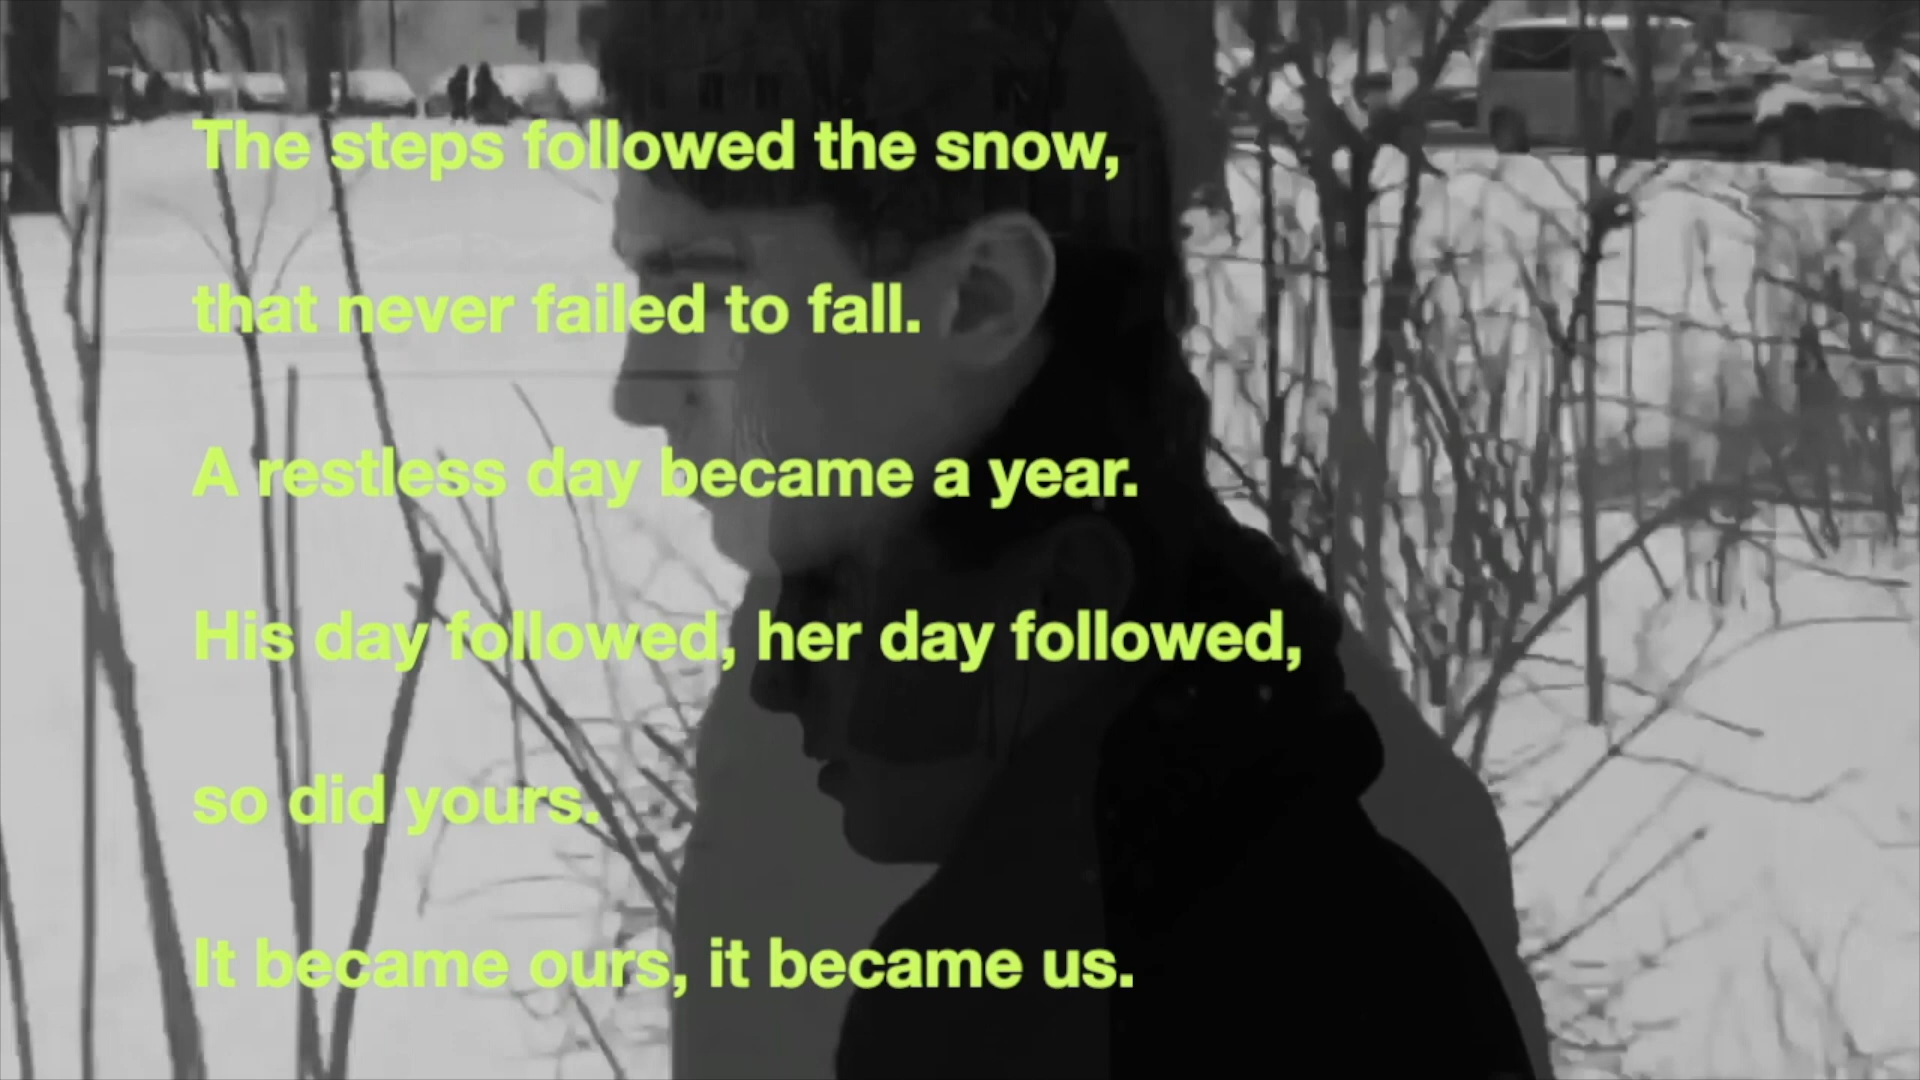 The steps followed the snow,
that never failed to fall.
A restless day became a year.
His day followed, her day followed,
so did yours.
It became ours, it became us.